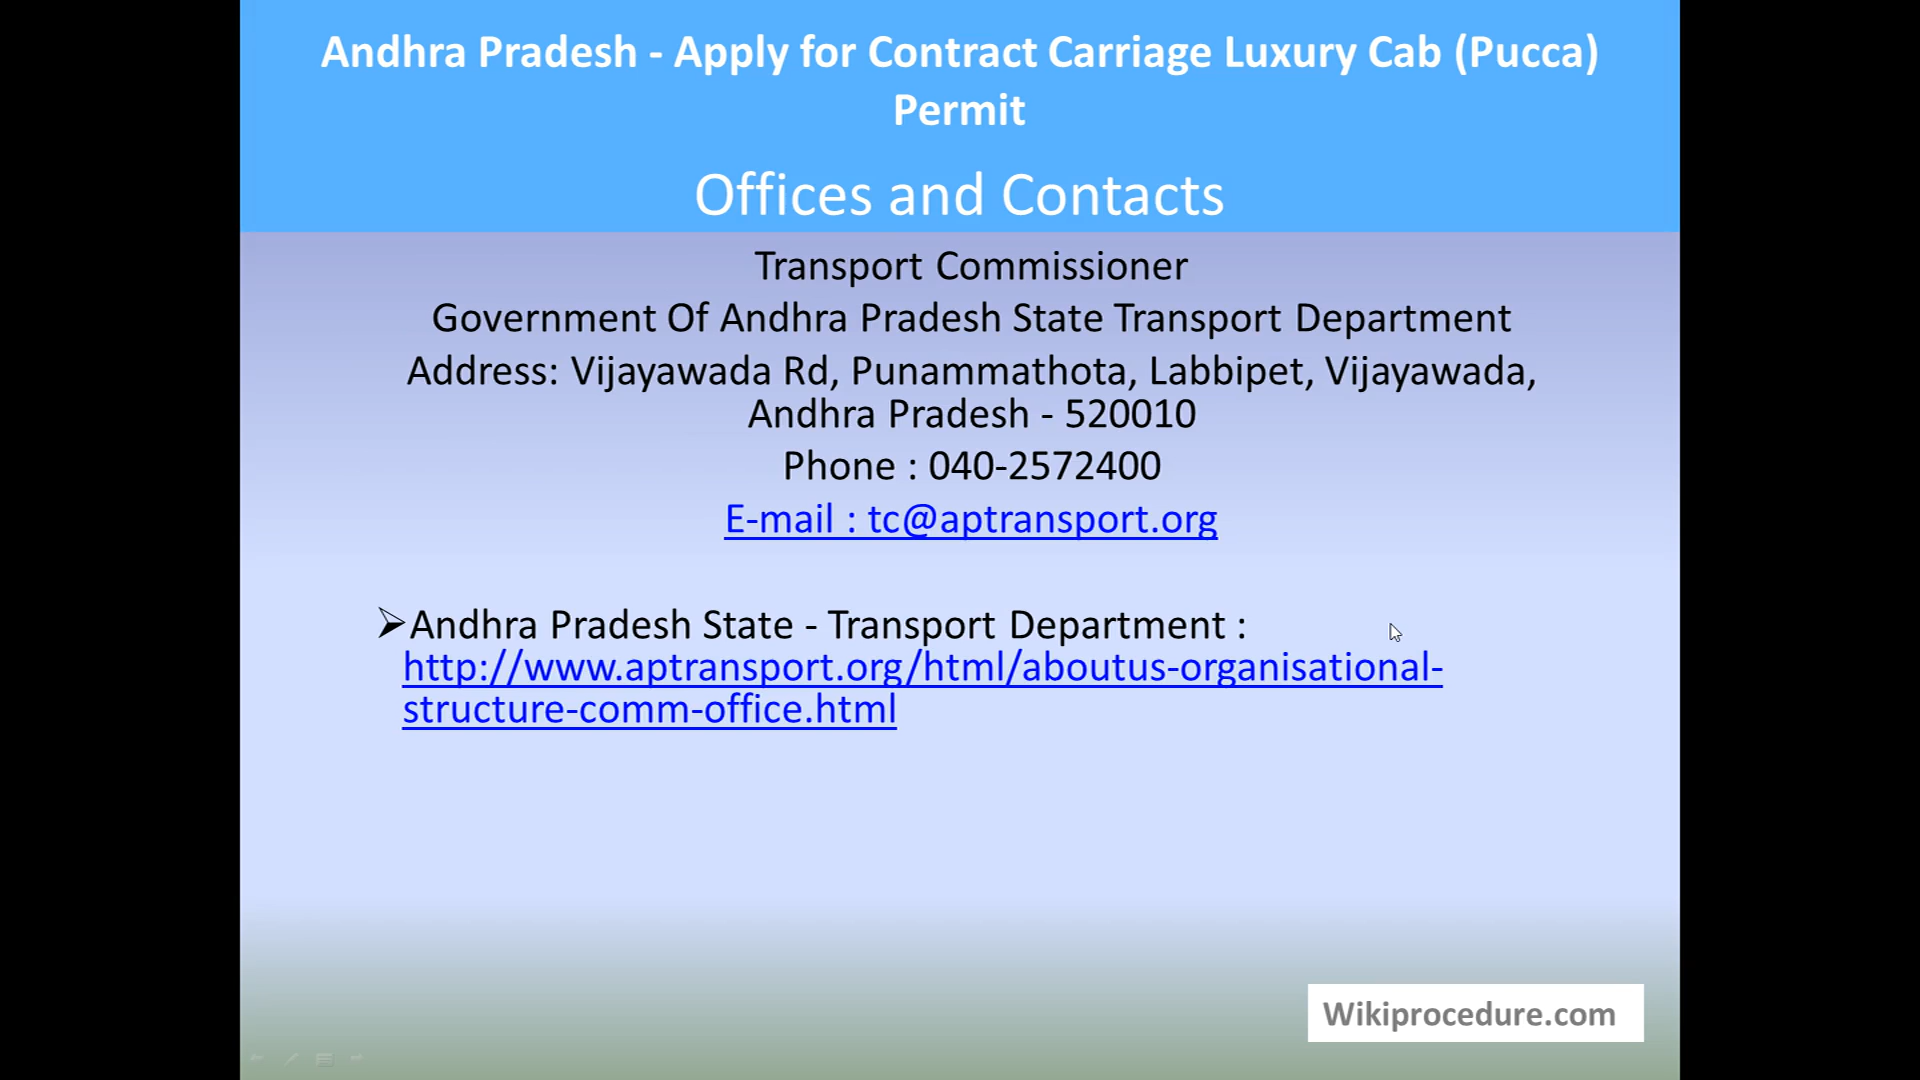 Andhra Pradesh - Apply for Contract Carriage Luxury Cab (Pucca)
Permit
Offices and Contacts
Transport Commissioner
Government Of Andhra Pradesh State Transport Department
Address: Vijayawada Rd, Punammathota, Labbipet, Vijayawada,
Andhra Pradesh - 520010
Phone : 040-2572400
E-mail : tc@aptransport.org
➢Andhra Pradesh State - Transport Department :
http://www.aptransport.org/html/aboutus-organisational-
structure-comm-office.html
Wikiprocedure.com